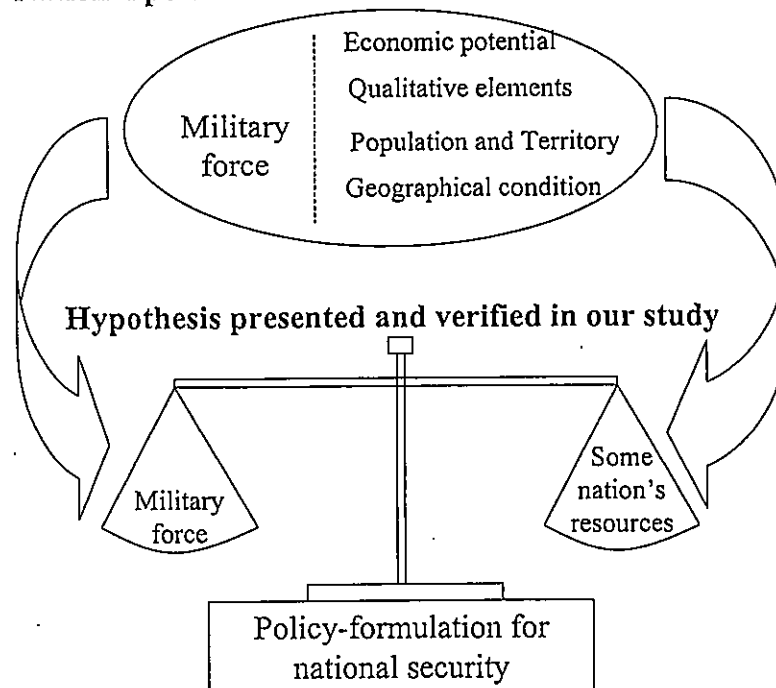 Military
force
Economic potential
Qualitative elements
Population and Territory
Geographical condition
Hypothesis presented and verified in our study
Military
force
Some
nation's
resources
Policy-formulation for
national security